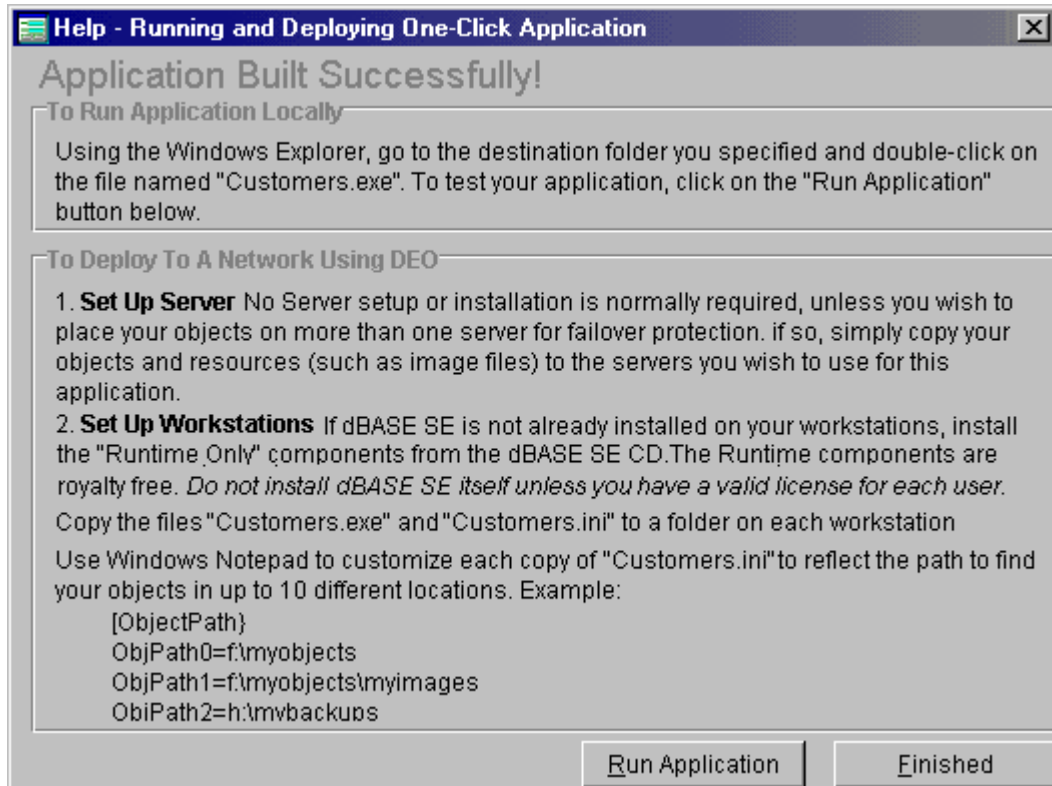 Help - Running and Deploying One-Click Application
Application Built Successfully!
To Run Application Locally
Using the Windows Explorer, go to the destination folder you specified and double-click on
the file named "Customers.exe". To test your application, click on the "Run Application"
button below.
To Deploy To A Network Using DEO
1. Set Up Server No Server setup or installation is normally required, unless you wish to
place your objects on more than one server for failover protection. if so, simply copy your
objects and resources (such as image files) to the servers you wish to use for this
application.
2. Set Up Workstations If dBASE SE is not already installed on your workstations, install
the "Runtime Only" components from the dBASE SE CD.The Runtime components are
royalty free. Do not install dBASE SE itself unless you have a valid license for each user.
Copy the files "Customers.exe" and "Customers.ini" to a folder on each workstation
Use Windows Notepad to customize each copy of "Customers.ini" to reflect the path to find
your objects in up to 10 different locations. Example:
[ObjectPath}
ObjPath0=f:\myobjects
ObjPath1=f:\myobjects\myimages
ObjPath2=h:\mybackups
Run Application
Finished